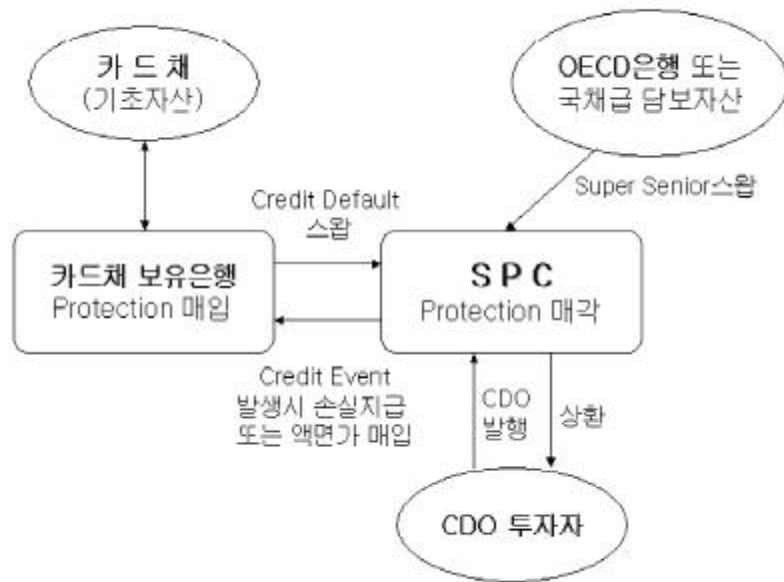 카 드 채
(기초자산)
OECD은행 또는
국채급 담보자산
Super Senior스왑
Credit Default
스왑
카드채 보유은행
Protection 매입
S P C
Protection 매각
Credit Event
발생시 손실지급
또는 액면가 매입
CDO
발행
상환
CDO 투자자